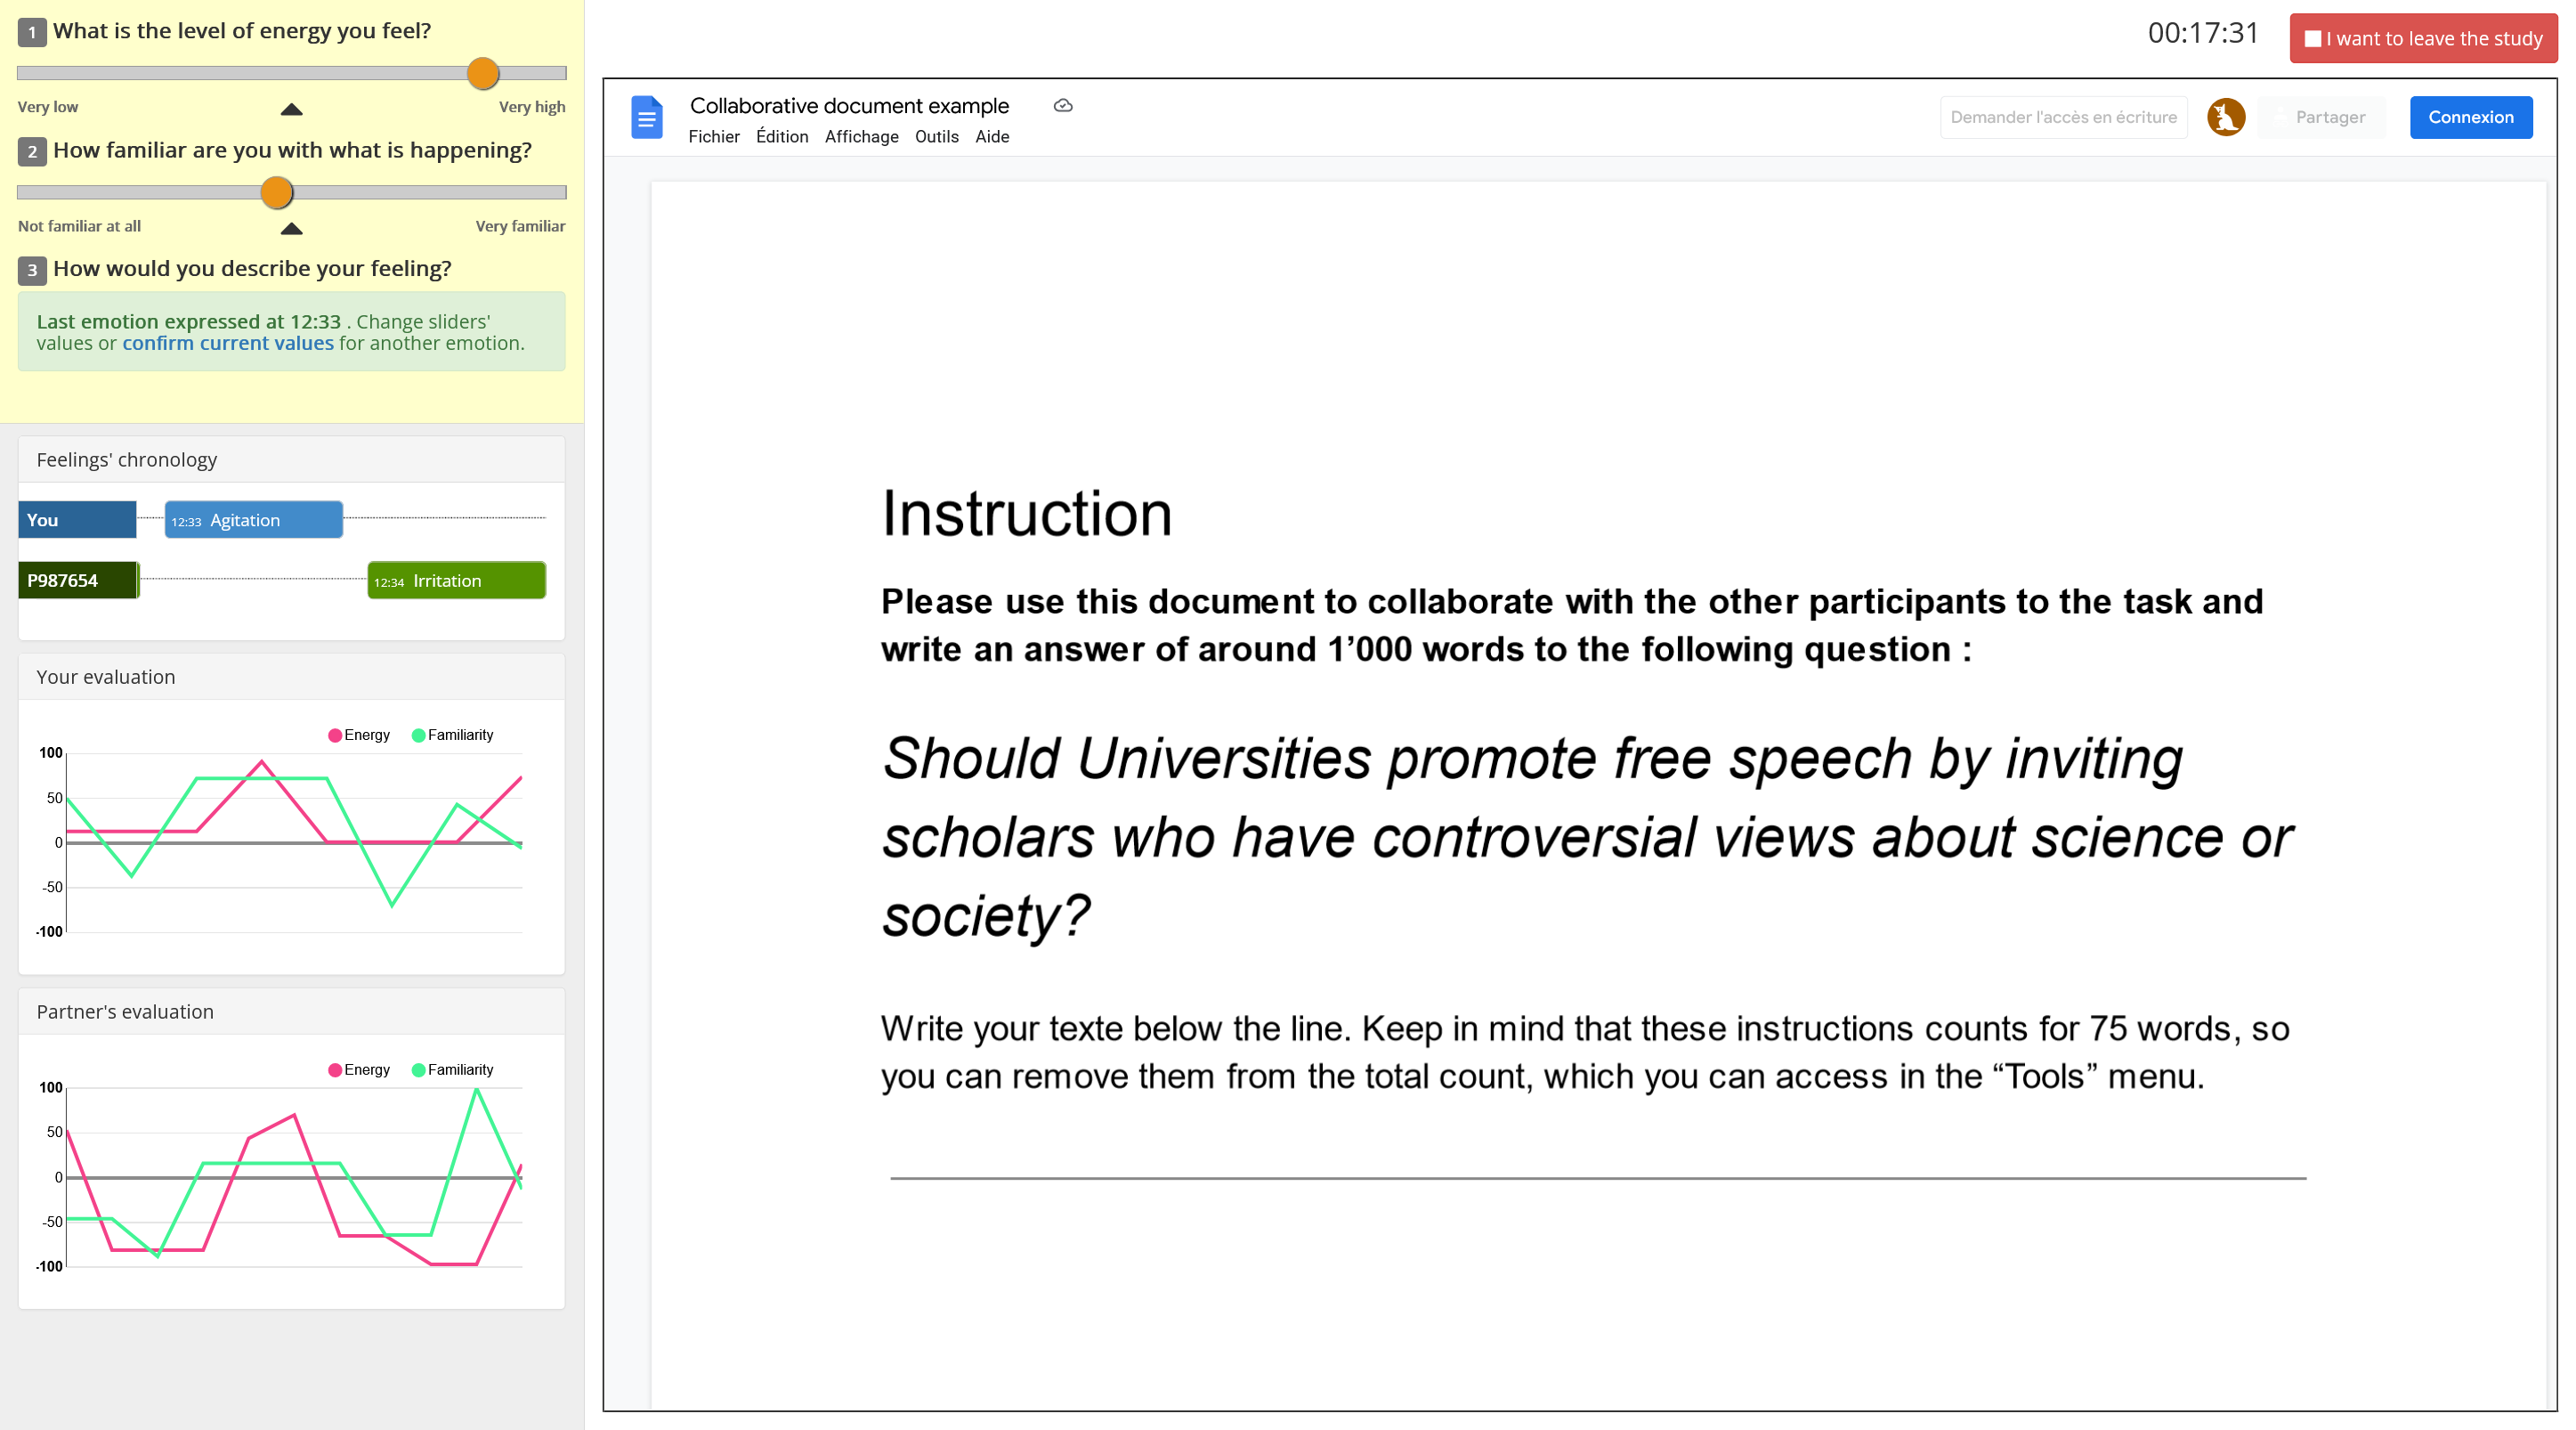 1 What is the level of energy you feel?
Very low Very high
2 How familiar are you with what is happening?
Not familiar at all Very familiar
3 How would you describe your feeling?
Last emotion expressed at 12:33 . Change sliders'
values or confirm current values for another emotion.
Feelings' chronology
You 12:33 Agitation
P987654 12:34 Irritation
Your evaluation
Energy Familiarity
100
50
0
-50
-100
Partner's evaluation
Energy Familiarity
100
50
0
-50
-100
00:17:31 I want to leave the study
Collaborative document example
Fichier Édition Affichage Outils Aide
Demander l'accès en écriture Partager Connexion
Instruction
Please use this document to collaborate with the other participants to the task and
write an answer of around 1’000 words to the following question :
Should Universities promote free speech by inviting
scholars who have controversial views about science or
society?
Write your texte below the line. Keep in mind that these instructions counts for 75 words, so
you can remove them from the total count, which you can access in the “Tools” menu.